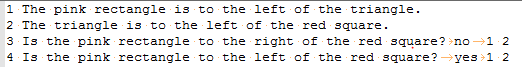 1 The pink rectangle is to the left of the triangle.
2 The triangle is to the left of the red square.
3 Is the pink rectangle to the right of the red square? no 1 2
4 Is the pink rectangle to the left of the red square? yes 1 2